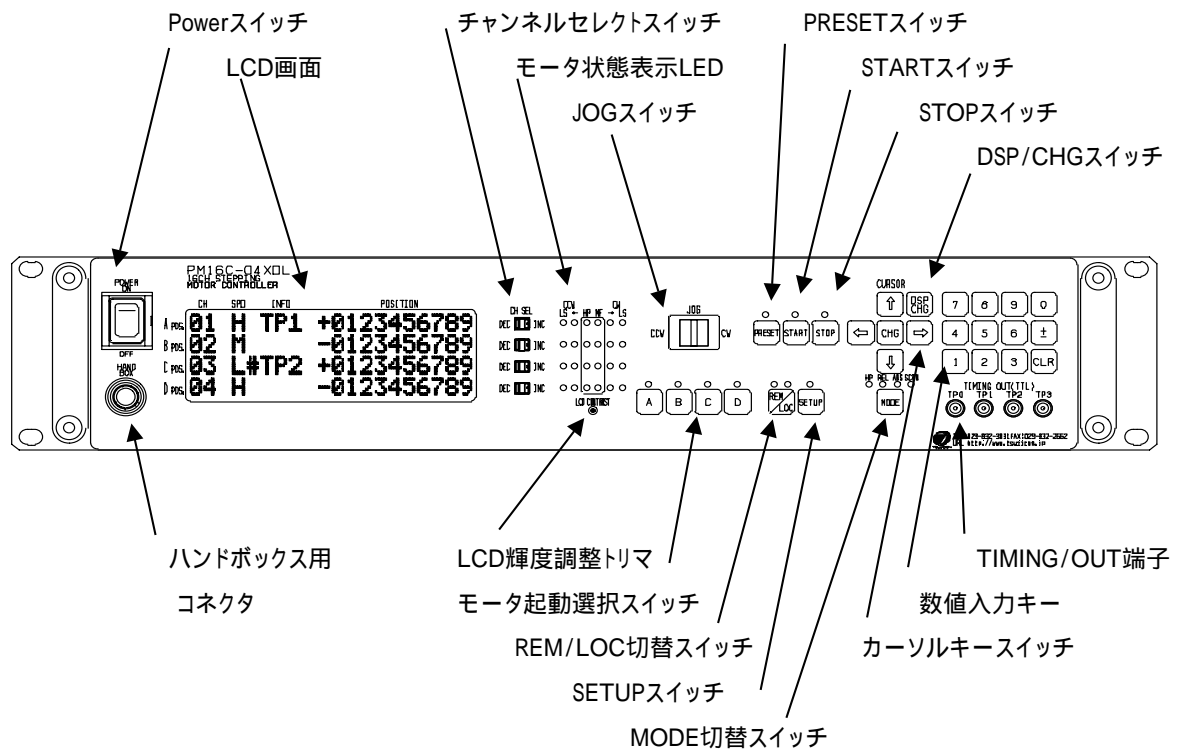 Powerスイッチ
チャンネルセレクトスイッチ
PRESETスイッチ
LCD画面
モータ状態表示LED
STARTスイッチ
JOGスイッチ
STOPスイッチ
DSP/CHGスイッチ
PM16C-04XDL
16CH STEPPING
MOTOR CONTROLLER
POWER
ON
OFF
HAND
BOX
CH SPD INFO POSITION
A POS. 01 H TP1 +0123456789
B POS. 02 M -0123456789
C POS. 03 L#TP2 +0123456789
D POS. 04 H -0123456789
CH SEL
DEC INC
DEC INC
DEC INC
DEC INC
CCW CW
LS ← HP NF → LS
LCD CONTRAST
JOG
CCW CW
PRESET START STOP
A B C D
REM/LOC
SETUP
CURSOR
⇧ DSP CHG
⇦ CHG ⇨
⇩
HP REL ABS SCAN
MODE
7 8 9 0
4 5 6 ±
1 2 3 CLR
TIMING OUT(TTL)
TP0 TP1 TP2 TP3
ハンドボックス用
コネクタ
LCD輝度調整トリマ
TIMING/OUT端子
モータ起動選択スイッチ
数値入力キー
REM/LOC切替スイッチ
カーソルキースイッチ
SETUPスイッチ
MODE切替スイッチ